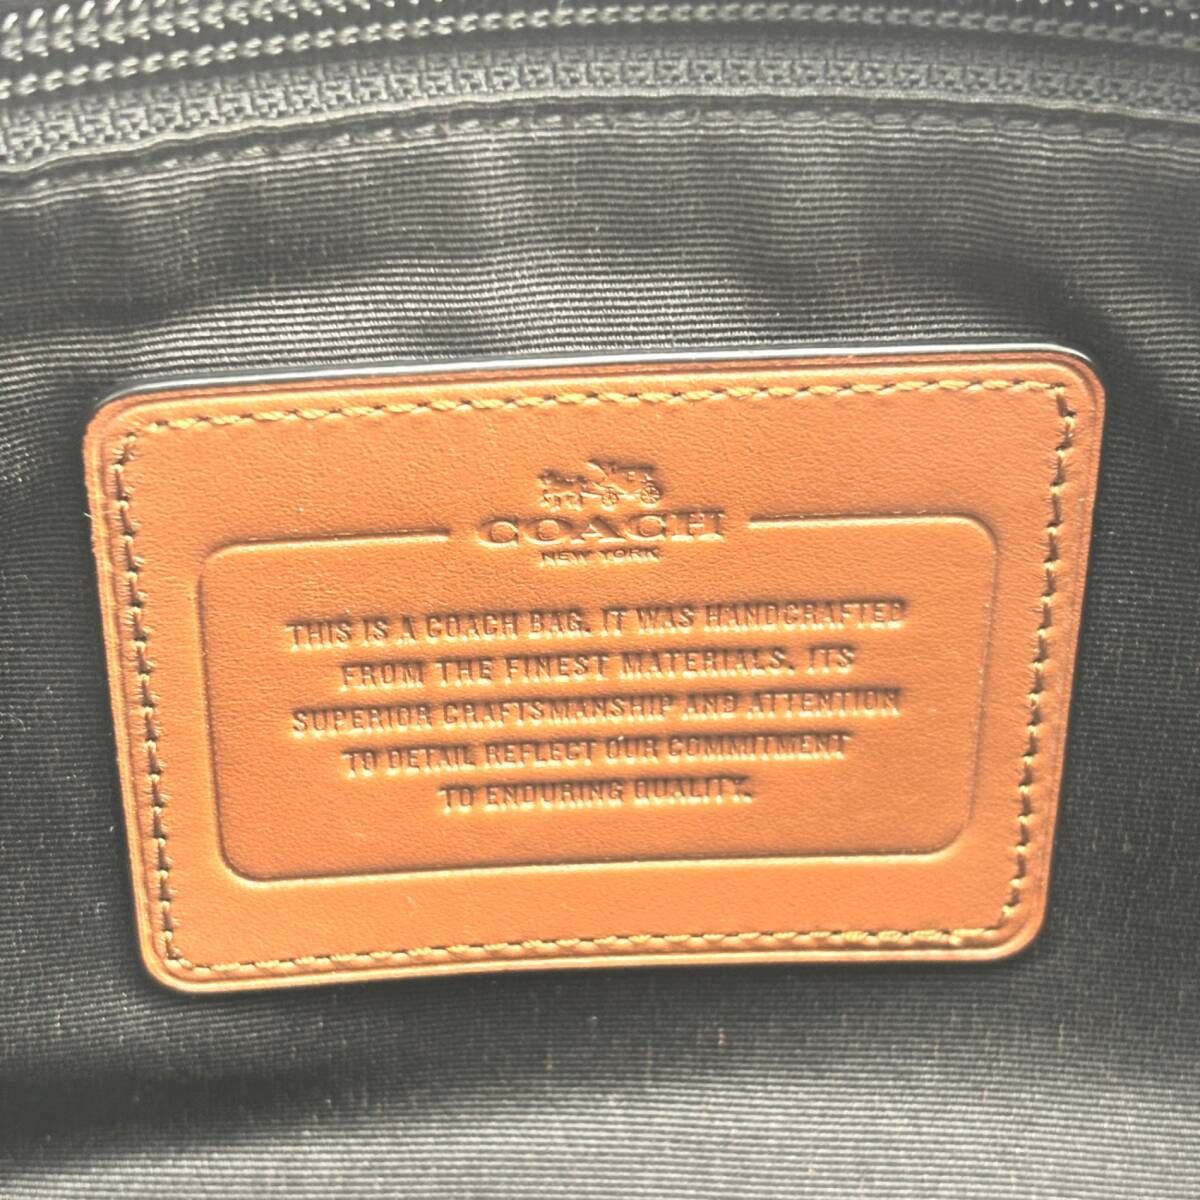 COACH
NEW YORK
THIS IS A COACH BAG. IT WAS HANDCRAFTED
FROM THE FINEST MATERIALS. ITS
SUPERIOR CRAFTSMANSHIP AND ATTENTION
TO DETAIL REFLECT OUR COMMITMENT
TO ENDURING QUALITY.